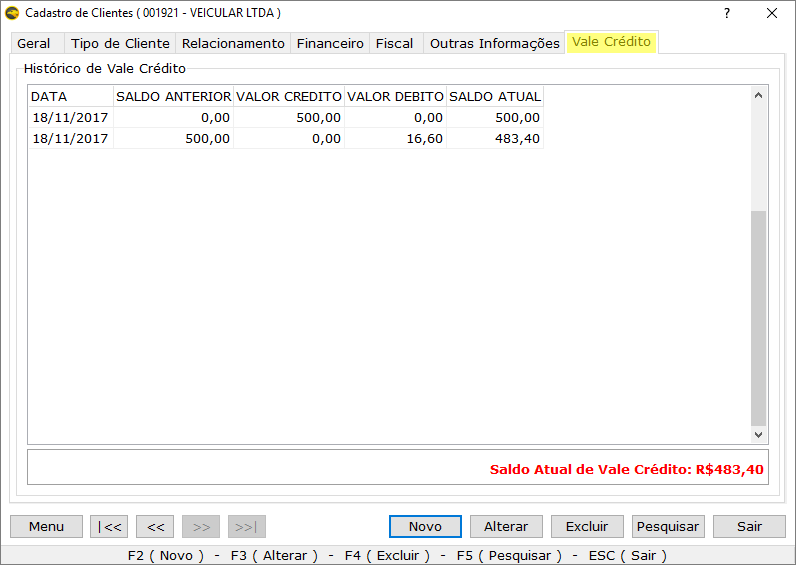 Cadastro de Clientes ( 001921 - VEICULAR LTDA )
Geral Tipo de Cliente Relacionamento Financeiro Fiscal Outras Informações Vale Crédito
Histórico de Vale Crédito
DATA SALDO ANTERIOR VALOR CREDITO VALOR DEBITO SALDO ATUAL
18/11/2017 0,00 500,00 0,00 500,00
18/11/2017 500,00 0,00 16,60 483,40
Saldo Atual de Vale Crédito: R$483,40
Menu |<< << >> >>| Novo Alterar Excluir Pesquisar Sair
F2 ( Novo ) - F3 ( Alterar ) - F4 ( Excluir ) - F5 ( Pesquisar ) - ESC ( Sair )